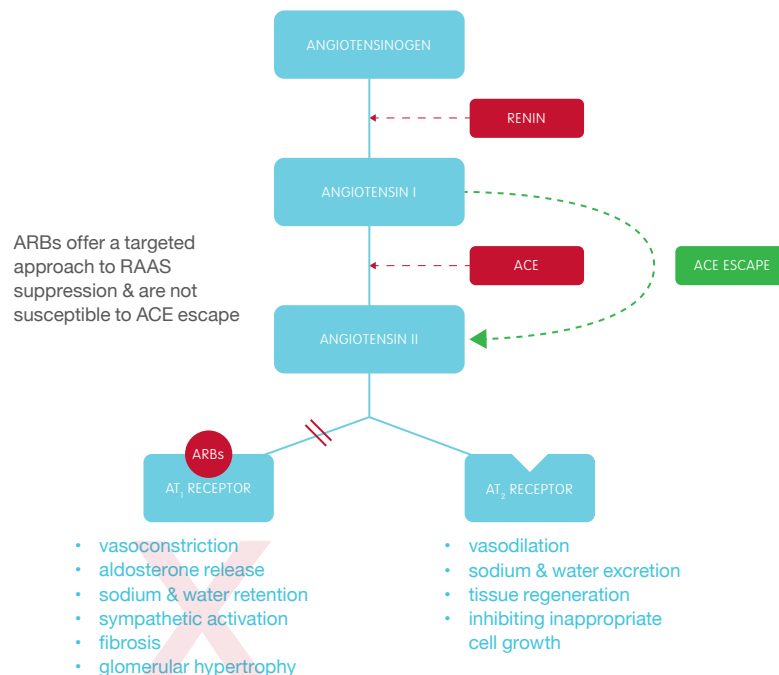 ANGIOTENSINOGEN
RENIN
ANGIOTENSIN I
ARBs offer a targeted
approach to RAAS
suppression & are not
susceptible to ACE escape
ACE
ACE ESCAPE
ANGIOTENSIN II
ARBs
AT₁ RECEPTOR
AT₂ RECEPTOR
• vasoconstriction
• aldosterone release
• sodium & water retention
• sympathetic activation
• fibrosis
• glomerular hypertrophy
X
• vasodilation
• sodium & water excretion
• tissue regeneration
• inhibiting inappropriate
cell growth